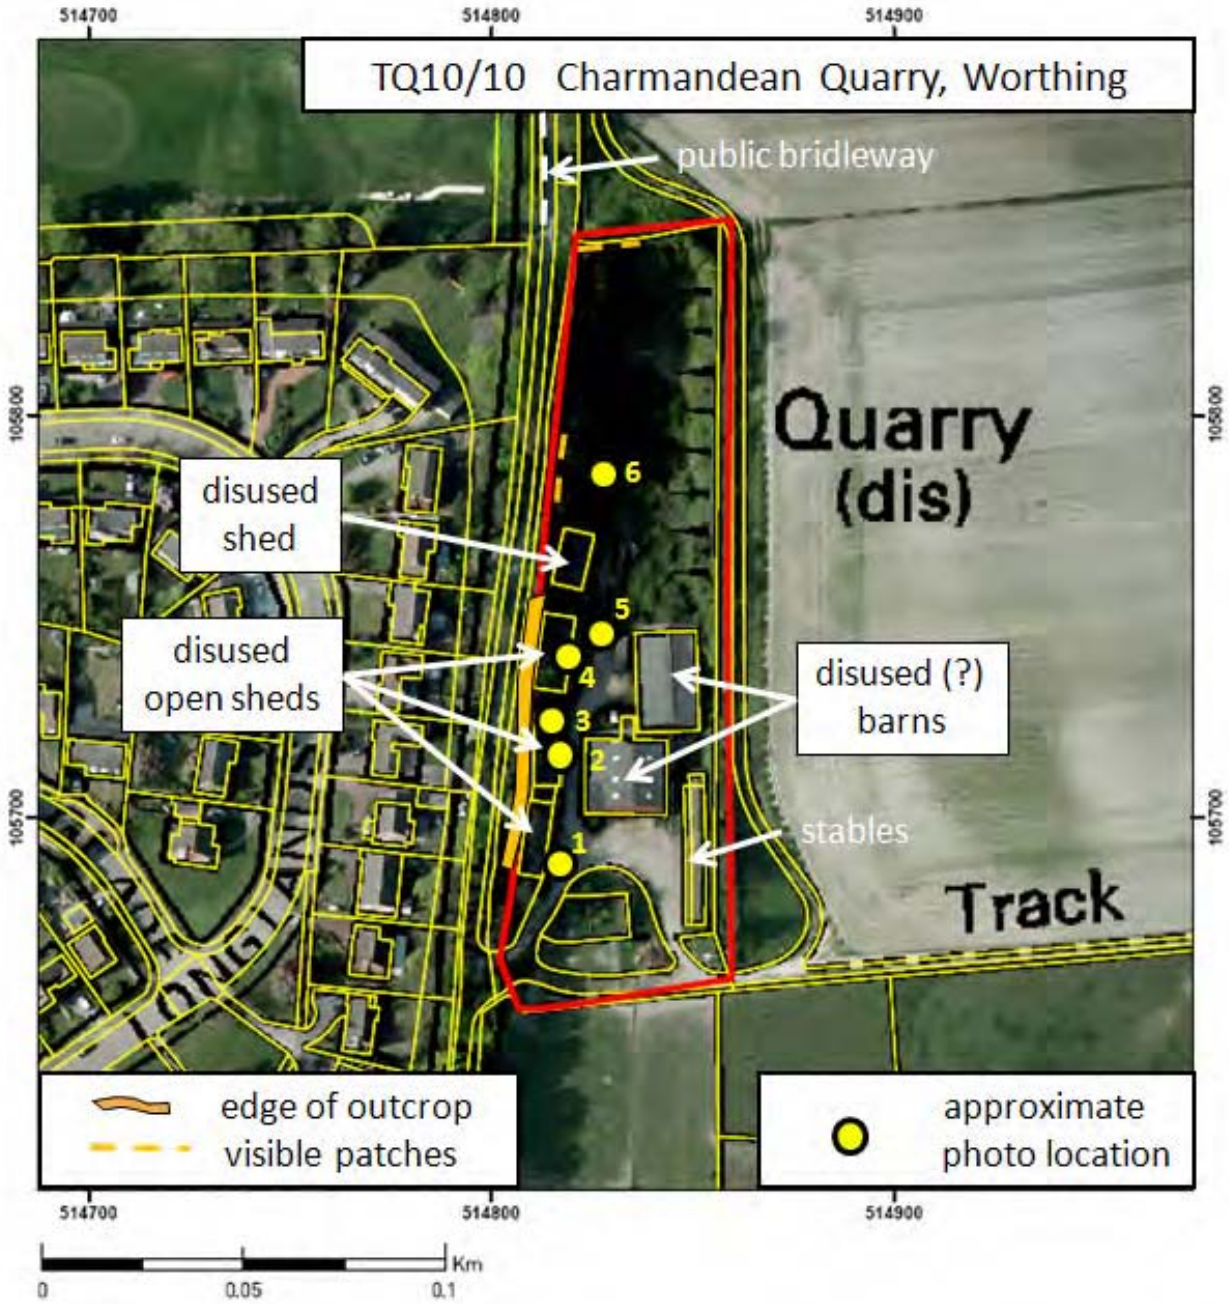 514700
514800
514900
TQ10/10 Charmandean Quarry, Worthing
public bridleway
105800
105800
Quarry
(dis)
6
disused
shed
5
disused
open sheds
4
disused (?)
barns
3
2
105700
105700
1
stables
Track
LONGLANDS
edge of outcrop
visible patches
approximate
photo location
514700
514800
514900
Km
0
0.05
0.1